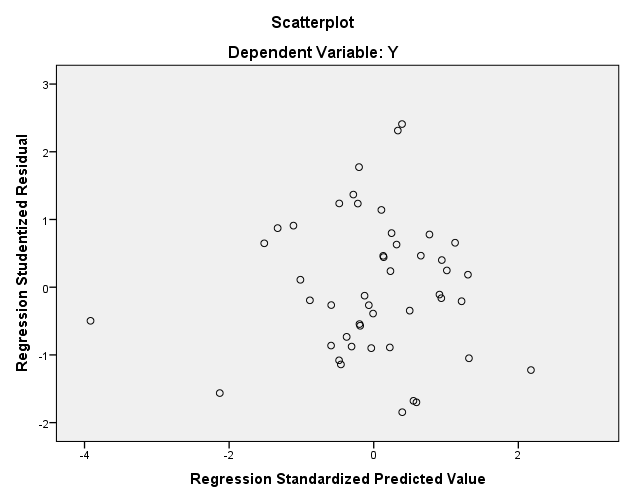 Scatterplot
Dependent Variable: Y
Regression Studentized Residual
3
2
1
0
-1
-2
-4
-2
0
2
Regression Standardized Predicted Value